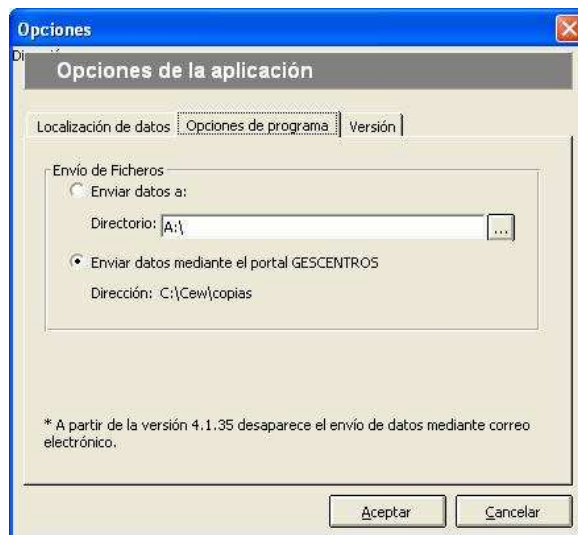 Opciones
Opciones de la aplicación
Localización de datos Opciones de programa Versión
Envío de Ficheros
Enviar datos a:
Directorio: A:\ ...
Enviar datos mediante el portal GESCENTROS
Dirección: C:\Cew\copias
* A partir de la versión 4.1.35 desaparece el envío de datos mediante correo
electrónico.
Aceptar Cancelar